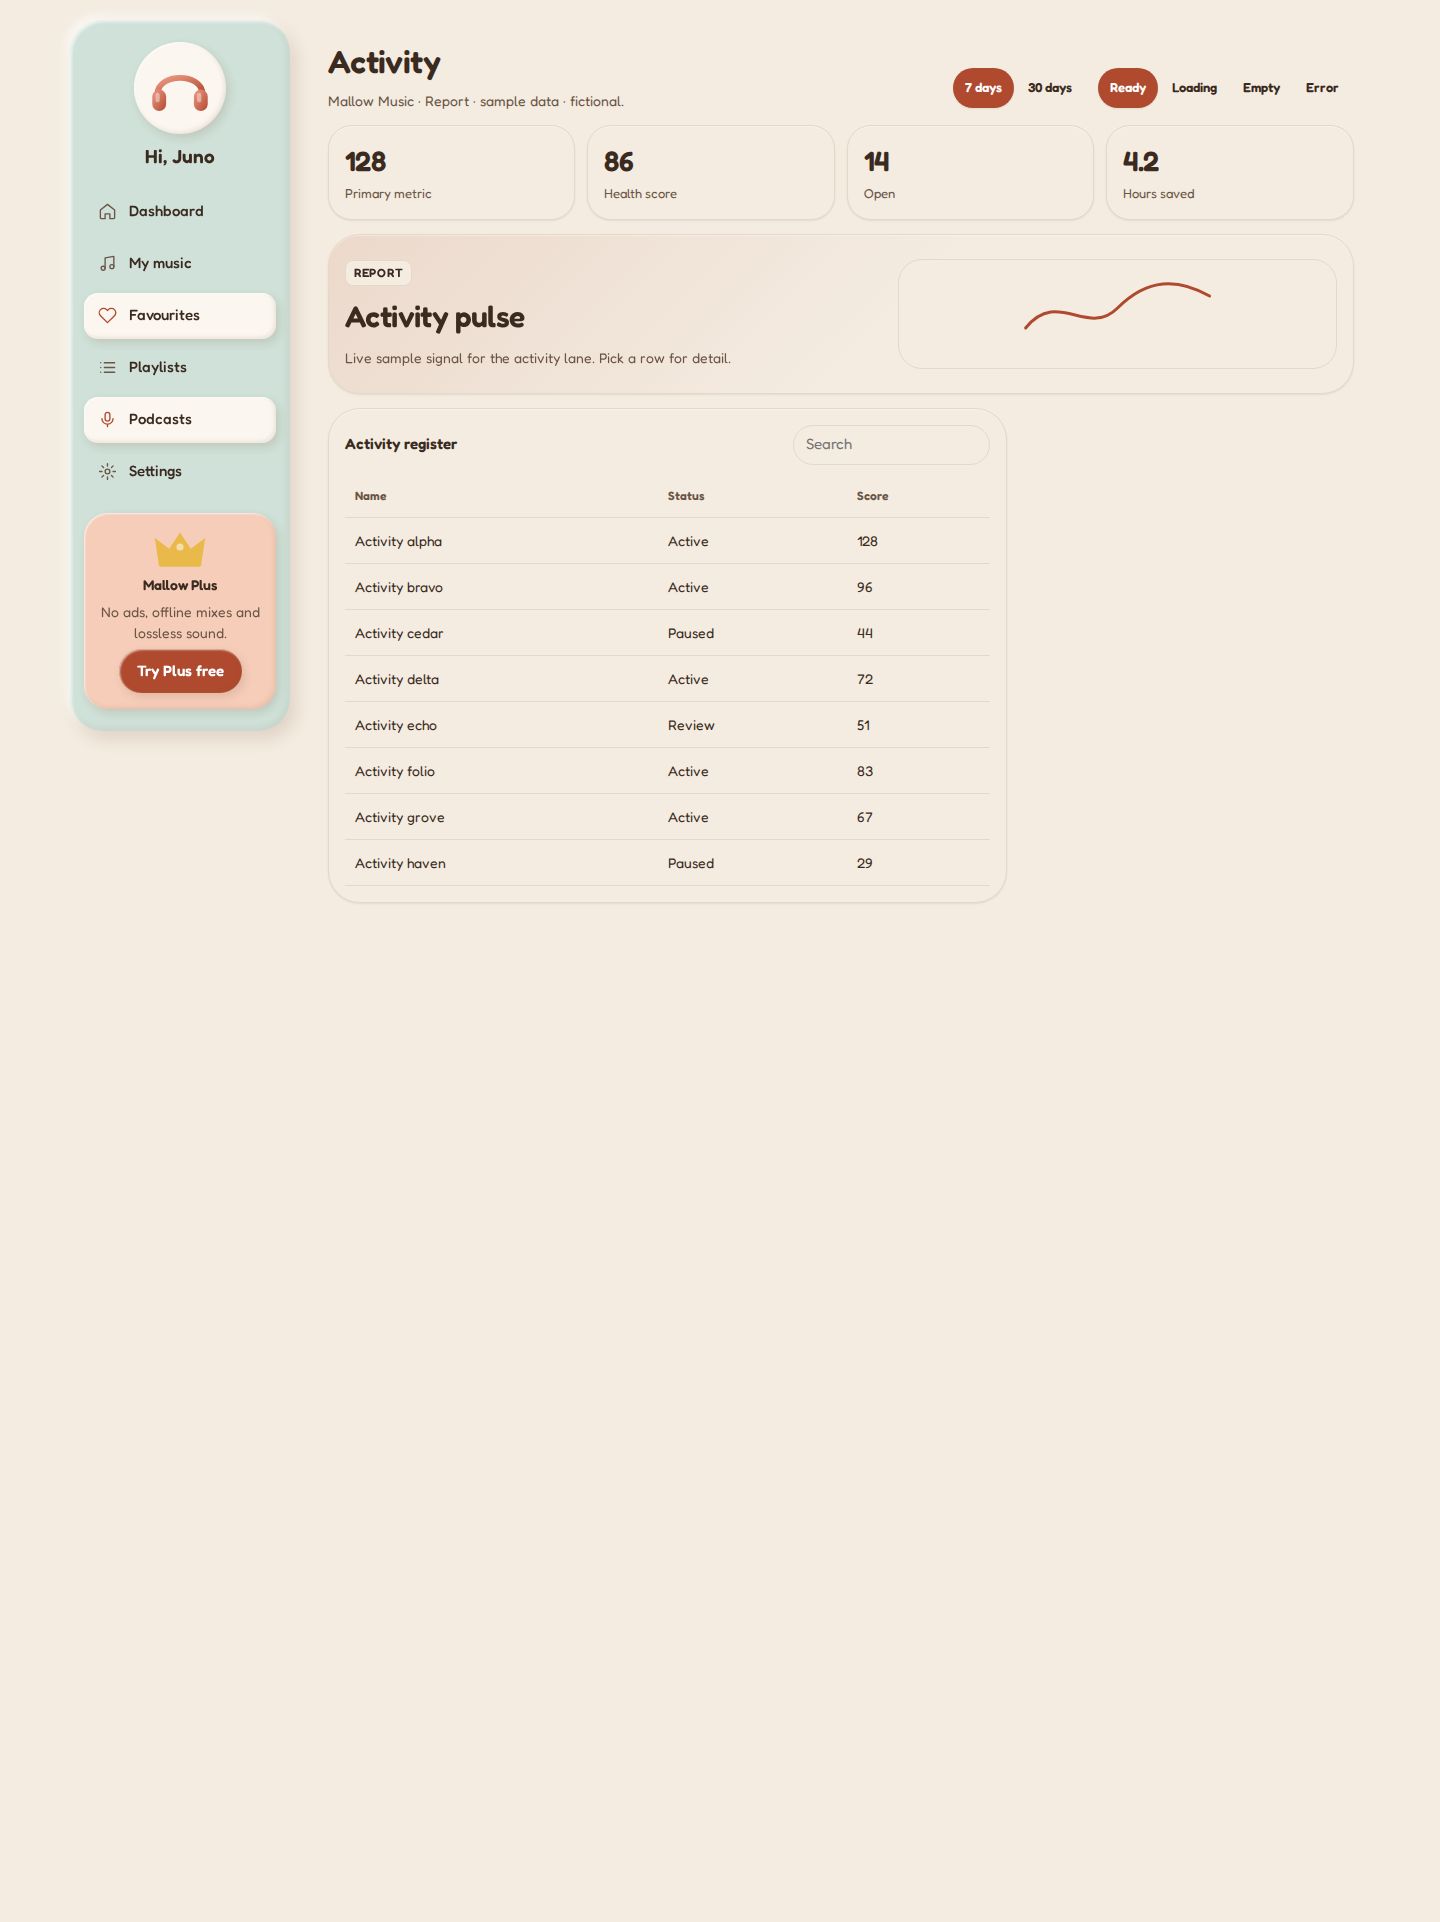 Hi, Juno
Dashboard
My music
Favourites
Playlists
Podcasts
Settings
Mallow Plus
No ads, offline mixes and
lossless sound.
Try Plus free
Activity
Mallow Music · Report · sample data · fictional.
7 days 30 days Ready Loading Empty Error
128
Primary metric
86
Health score
14
Open
4.2
Hours saved
REPORT
Activity pulse
Live sample signal for the activity lane. Pick a row for detail.
Activity register
Search
Name Status Score
Activity alpha Active 128
Activity bravo Active 96
Activity cedar Paused 44
Activity delta Active 72
Activity echo Review 51
Activity folio Active 83
Activity grove Active 67
Activity haven Paused 29